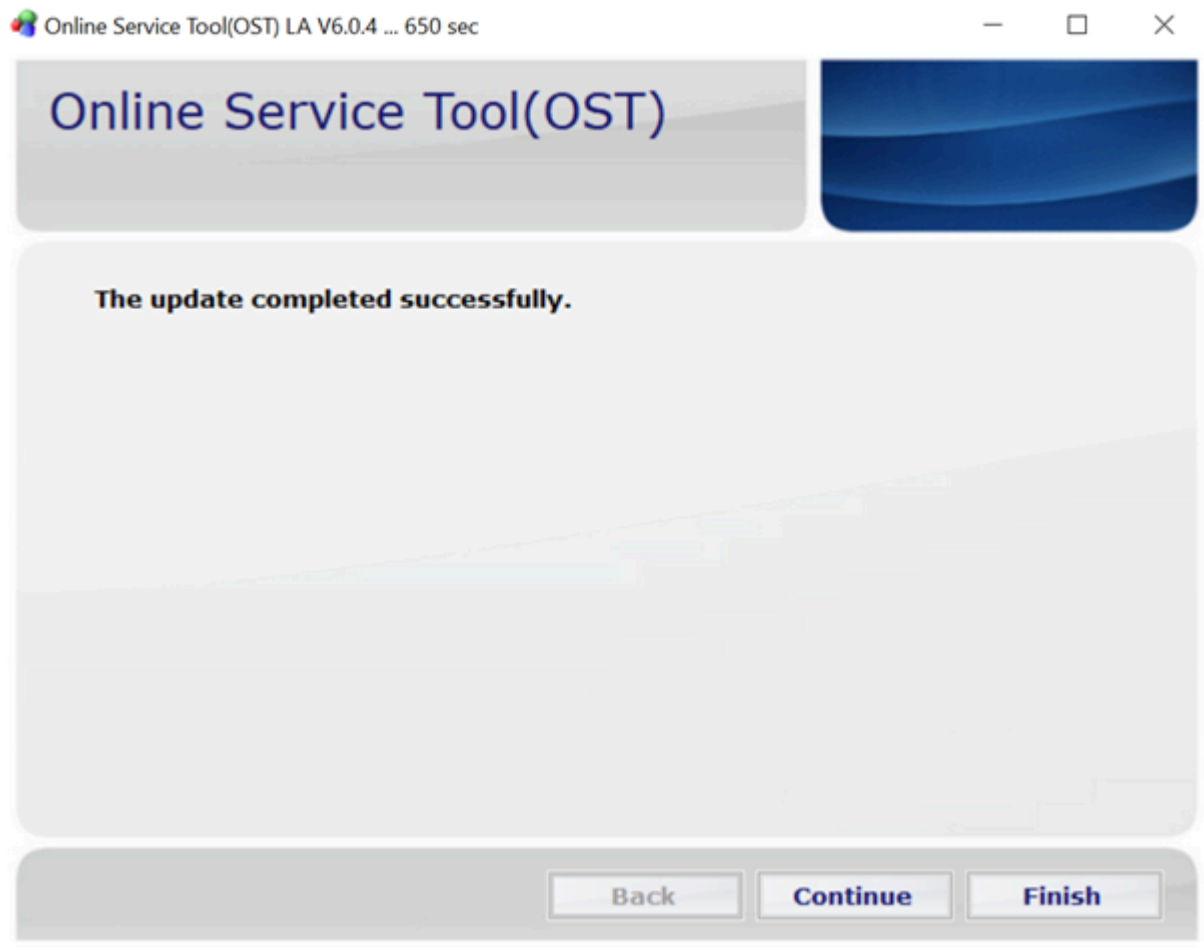 Online Service Tool(OST) LA V6.0.4 ... 650 sec
Online Service Tool(OST)
The update completed successfully.
Back Continue Finish